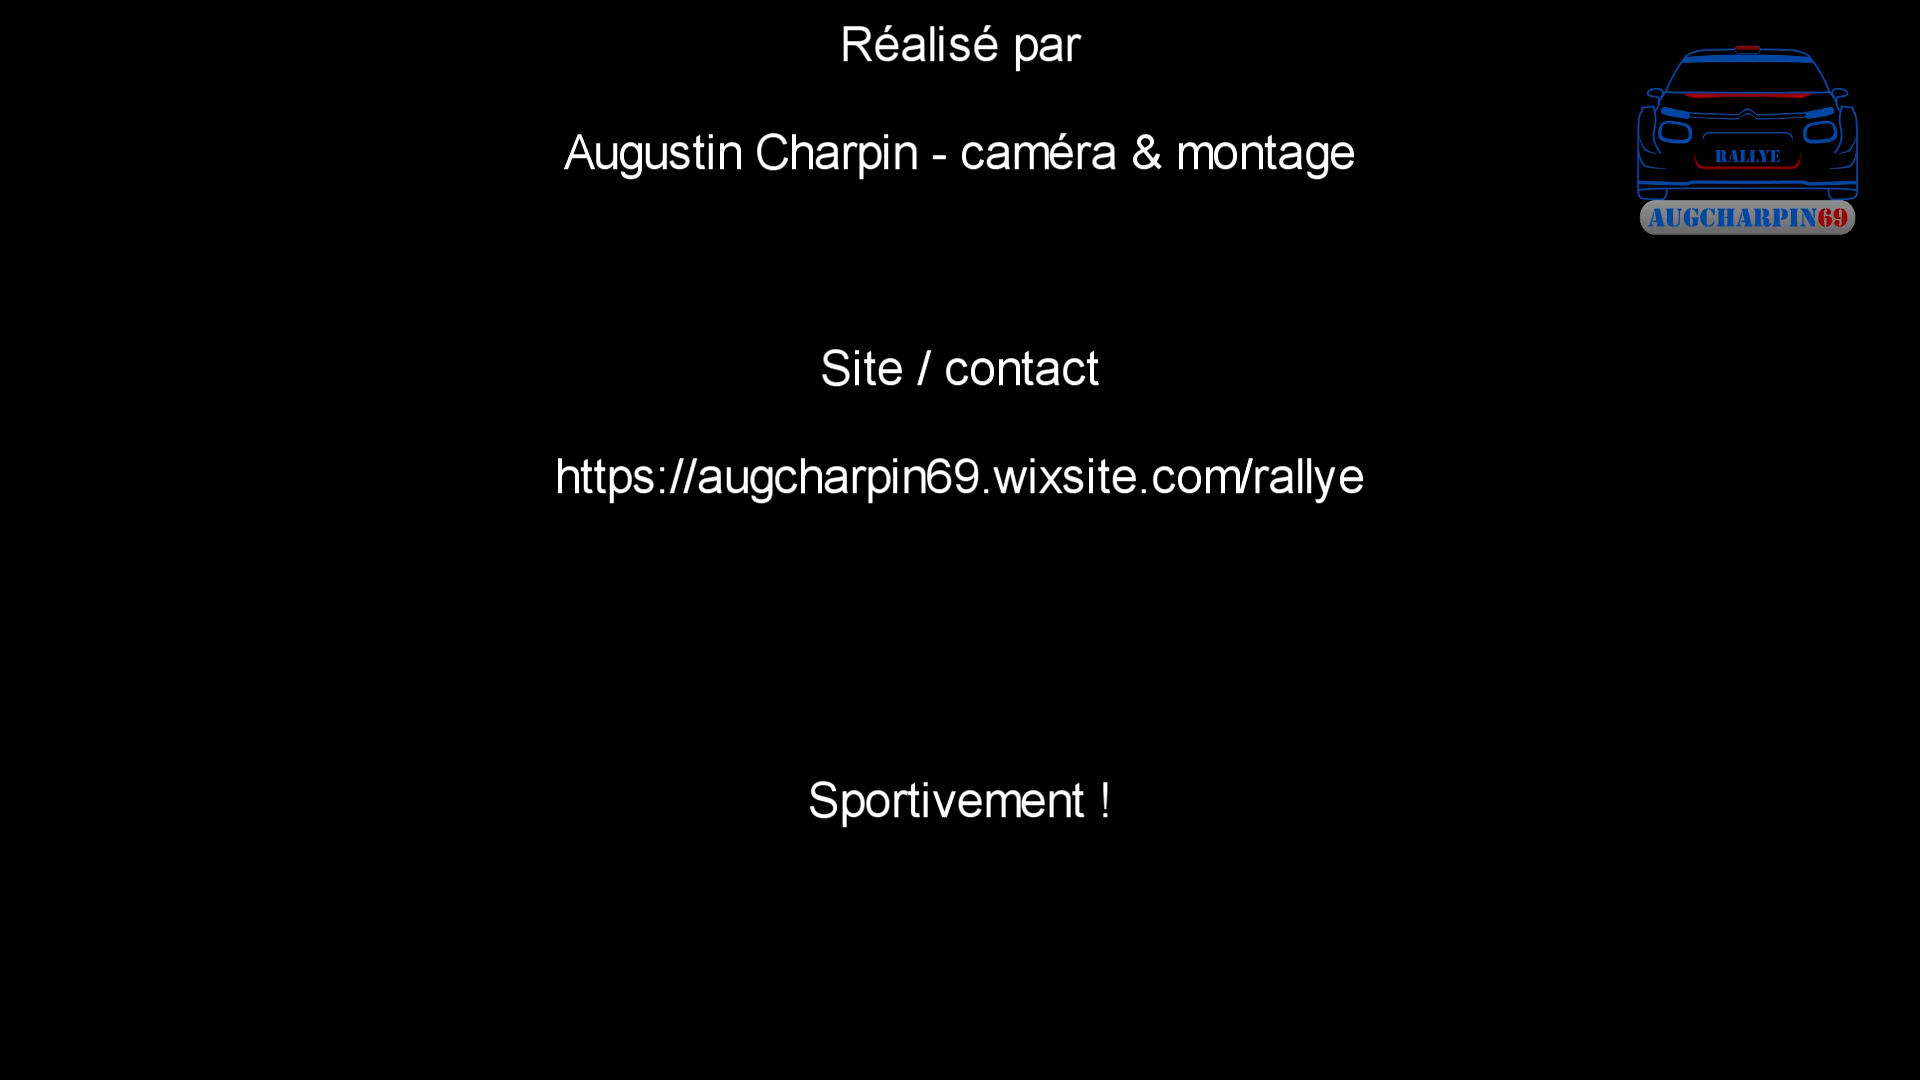 Réalisé par
Augustin Charpin - caméra & montage
RALLYE
AUGCHARPIN69
Site / contact
https://augcharpin69.wixsite.com/rallye
Sportivement !